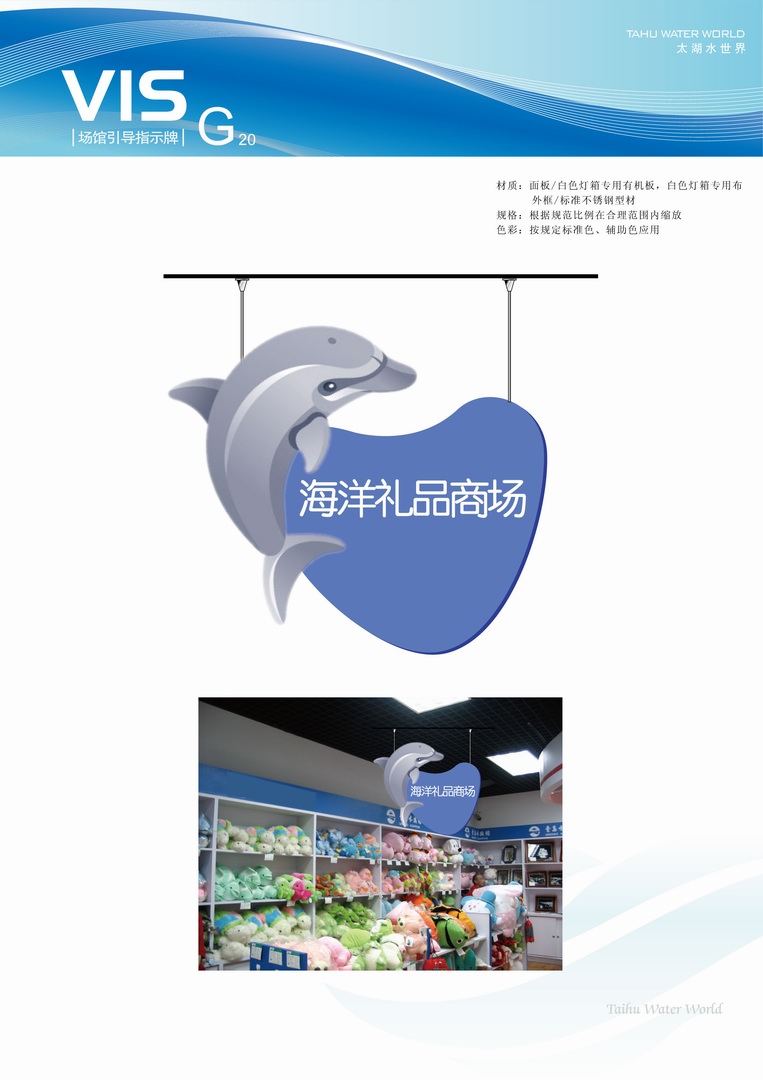 TAHU WATER WORLD
太湖水世界
VIS
场馆引导指示牌
G 20
材质：面板/白色灯箱专用有机板，白色灯箱专用布
外框/标准不锈钢型材
规格：根据规范比例在合理范围内缩放
色彩：按规定标准色、辅助色应用
海洋礼品商场
海洋礼品商场
Taihu Water World